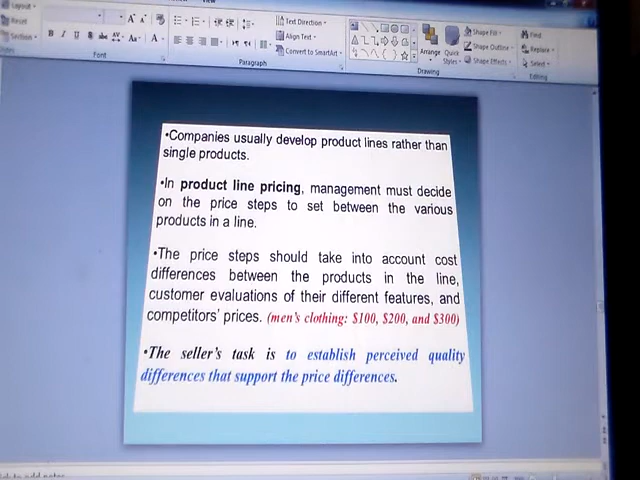 Layout
Reset
Section
Font
Text Direction
Align Text
Convert to SmartArt
Paragraph
Arrange
Quick
Styles
Shape Fill
Shape Outline
Shape Effects
Drawing
Find
Replace
Select
Editing
•Companies usually develop product lines rather than
single products.
•In product line pricing, management must decide
on the price steps to set between the various
products in a line.
•The price steps should take into account cost
differences between the products in the line,
customer evaluations of their different features, and
competitors' prices. (men's clothing: $100, $200, and $300)
•The seller's task is to establish perceived quality
differences that support the price differences.